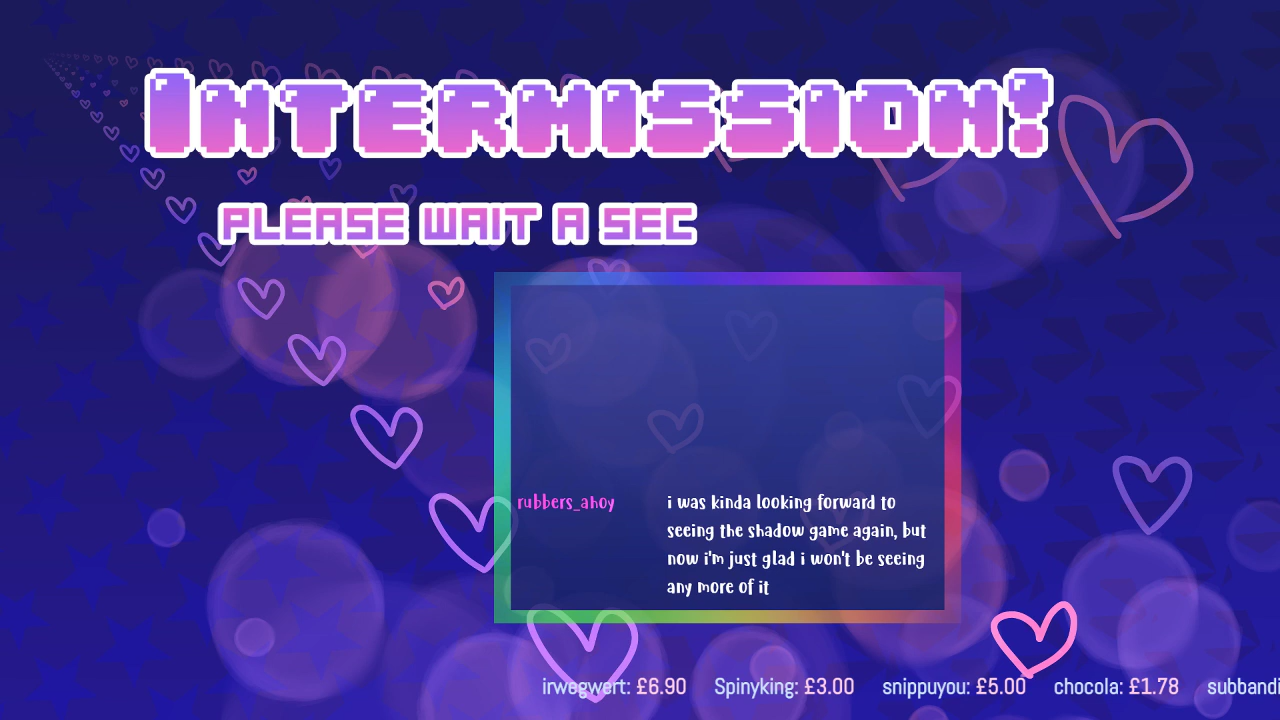 Intermission!
PLEASE WAIT A SEC
rubbers_ahoy i was kinda looking forward to
seeing the shadow game again, but
now i'm just glad i won't be seeing
any more of it
irwegwert: £6.90 Spinyking: £3.00 snippuyou: £5.00 chocola: £1.78 subbandi